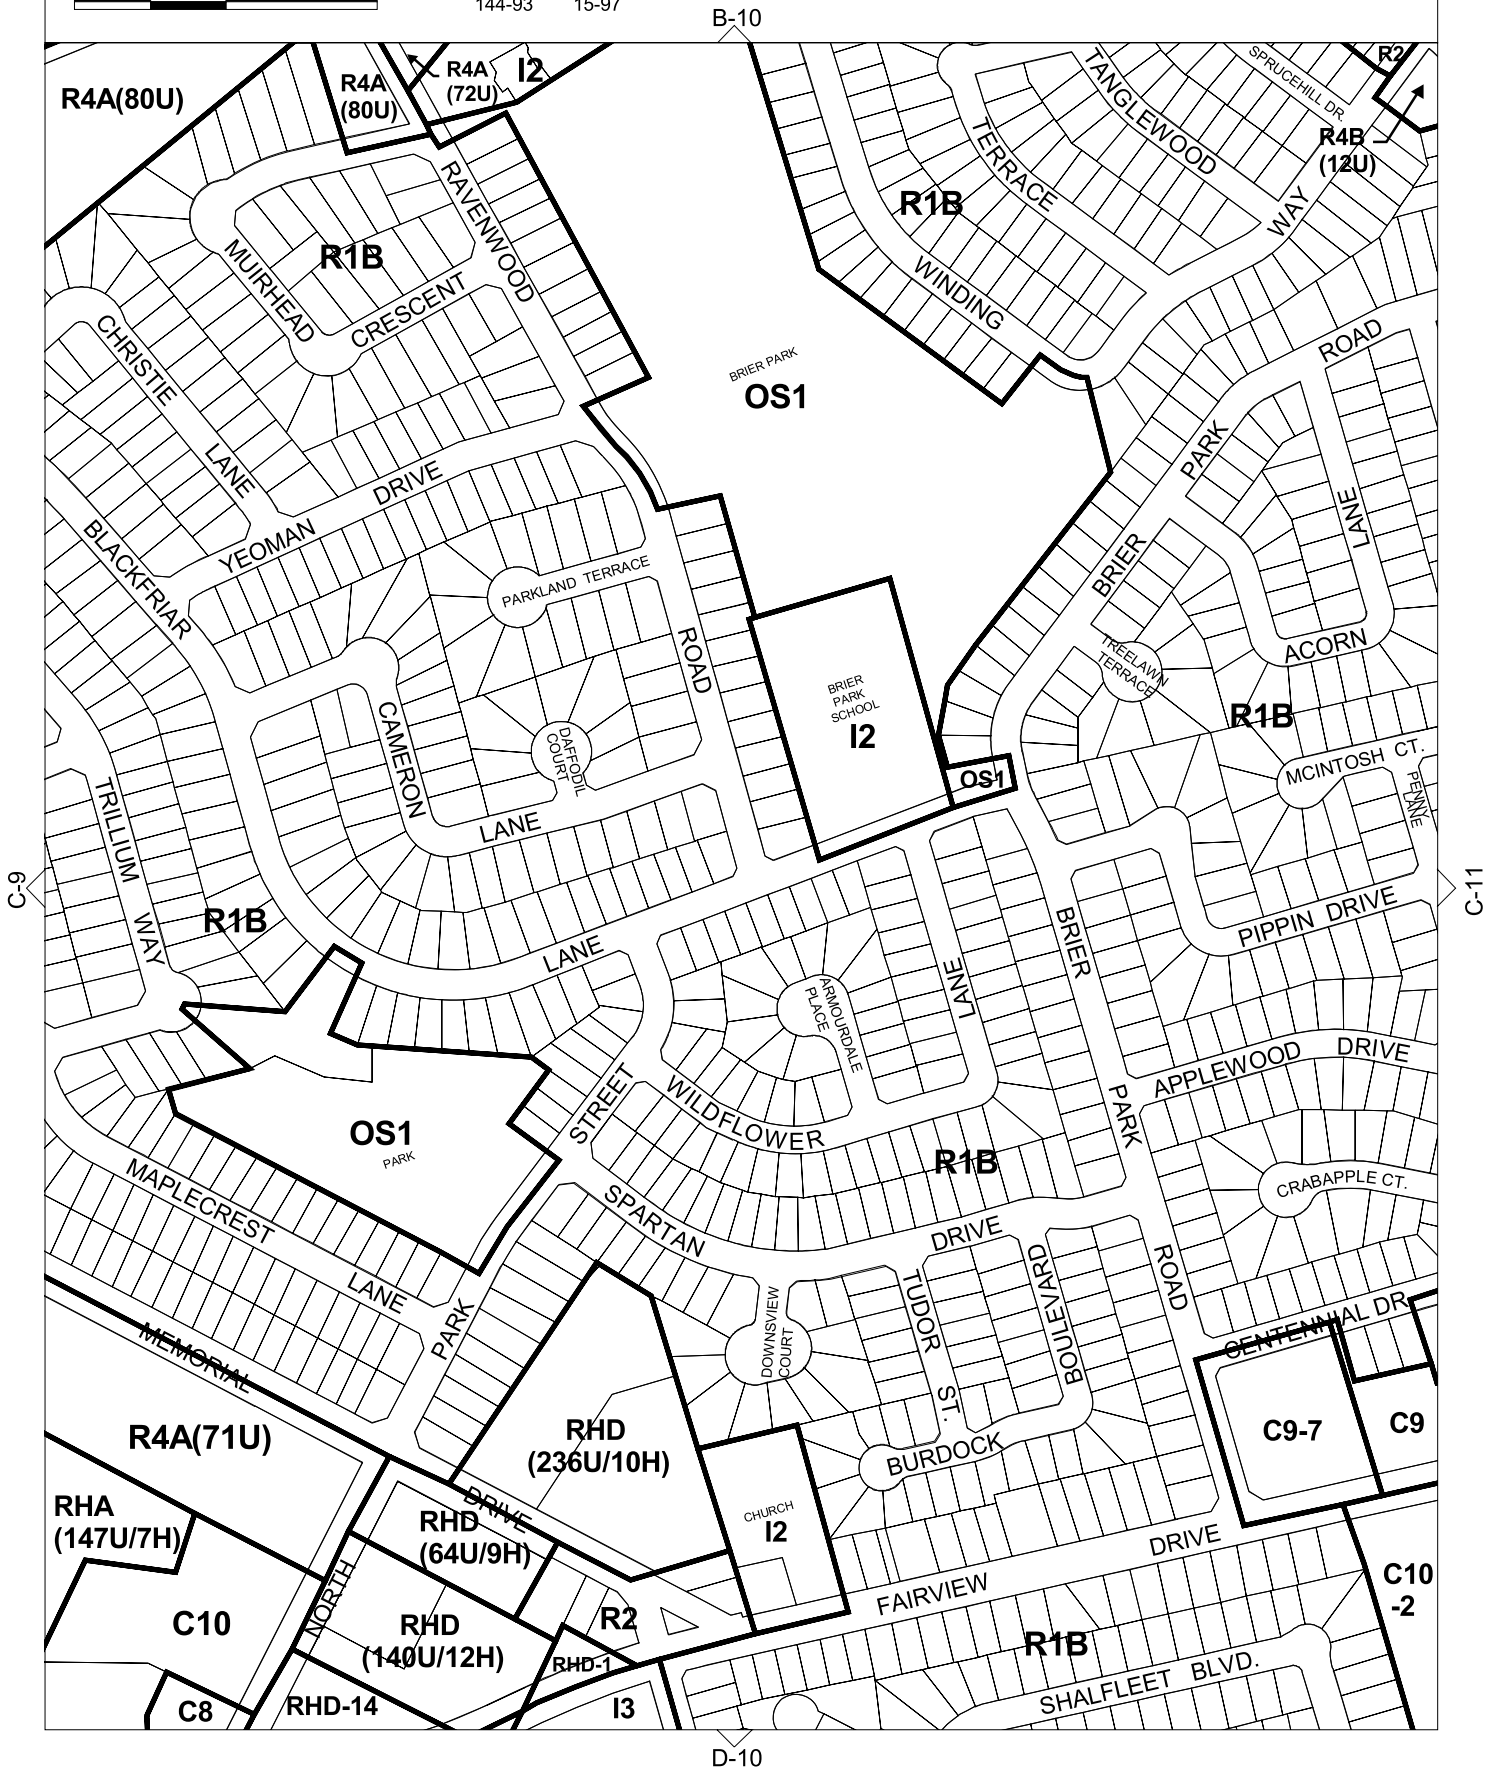 144-93 15-97
B-10
R4A(80U)
R4A
(80U)
R4A
(72U)
I2
R2
SPRUCEHILL DR.
TANGLEWOOD
R4B
(12U)
TERRACE
WAY
R1B
RAVENWOOD
R1B
MUIRHEAD
CRESCENT
WINDING
CHRISTIE
LANE
BRIER PARK
OS1
ROAD
PARK
BRIER
LANE
DRIVE
YEOMAN
BLACKFRIAR
PARKLAND TERRACE
ROAD
TREELAWN
TERRACE
ACORN
R1B
BRIER
PARK
SCHOOL
I2
OS1
CAMERON
LANE
DAFFODIL
COURT
MCINTOSH CT.
PENNY
LANE
TRILLIUM
WAY
C-9
C-11
R1B
LANE
BRIER
PARK
ROAD
PIPPIN DRIVE
LANE
ARMOURDALE
PLACE
APPLEWOOD DRIVE
STREET
WILDFLOWER
OS1
PARK
R1B
CRABAPPLE CT.
MAPLECREST
LANE
SPARTAN
DRIVE
PARK
TUDOR
ST.
BOULEVARD
DOWNSVIEW
COURT
CENTENNIAL DR.
MEMORIAL
DRIVE
R4A(71U)
RHD
(236U/10H)
C9-7
C9
BURDOCK
RHA
(147U/7H)
RHD
(64U/9H)
CHURCH
I2
DRIVE
FAIRVIEW
C10
-2
C10
NORTH
RHD
(140U/12H)
R2
RHD-1
R1B
SHALFLEET BLVD.
C8
RHD-14
I3
D-10